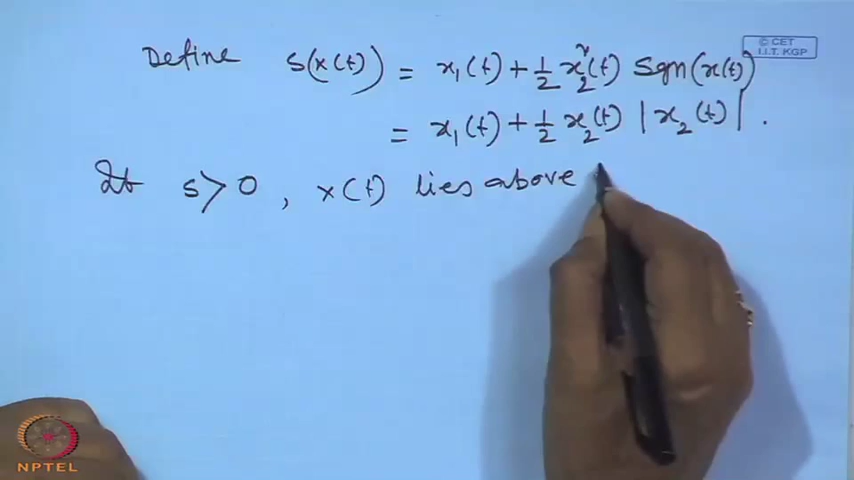 © CET
I.I.T. KGP
Define s(x(t)) = x₁(t) + 1/2 x₂²(t) Sgn(x(t))
= x₁(t) + 1/2 x₂(t) |x₂(t)| .
If s > 0 , x(t) lies above
NPTEL